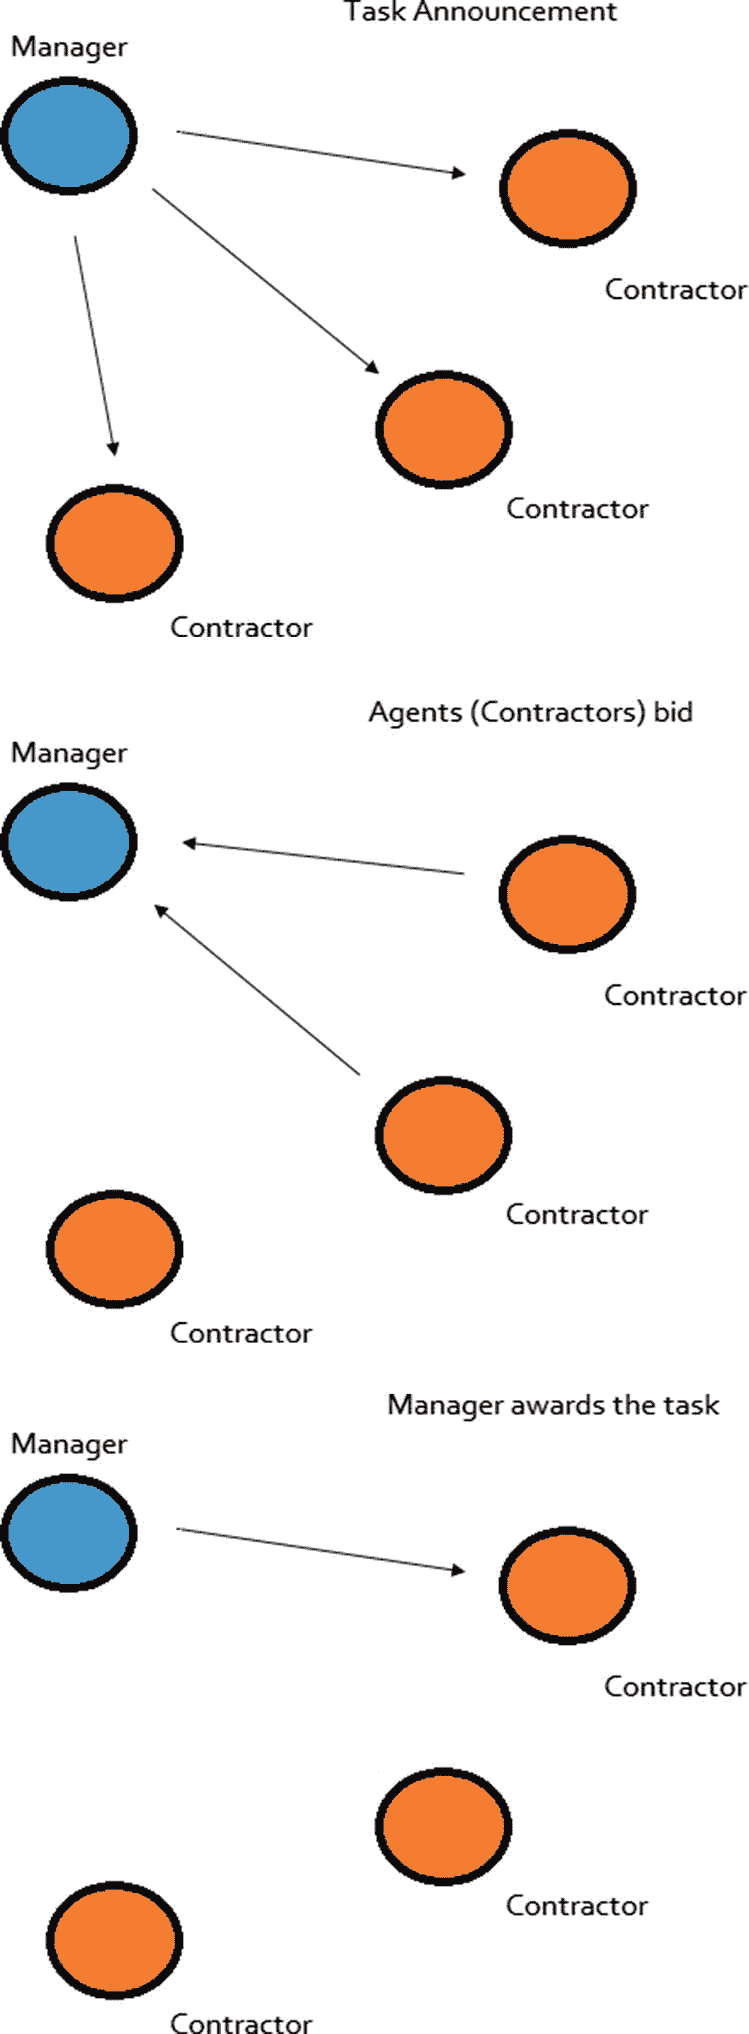 Task Announcement
Manager
Contractor
Contractor
Contractor
Agents (Contractors) bid
Manager
Contractor
Contractor
Contractor
Manager awards the task
Manager
Contractor
Contractor
Contractor